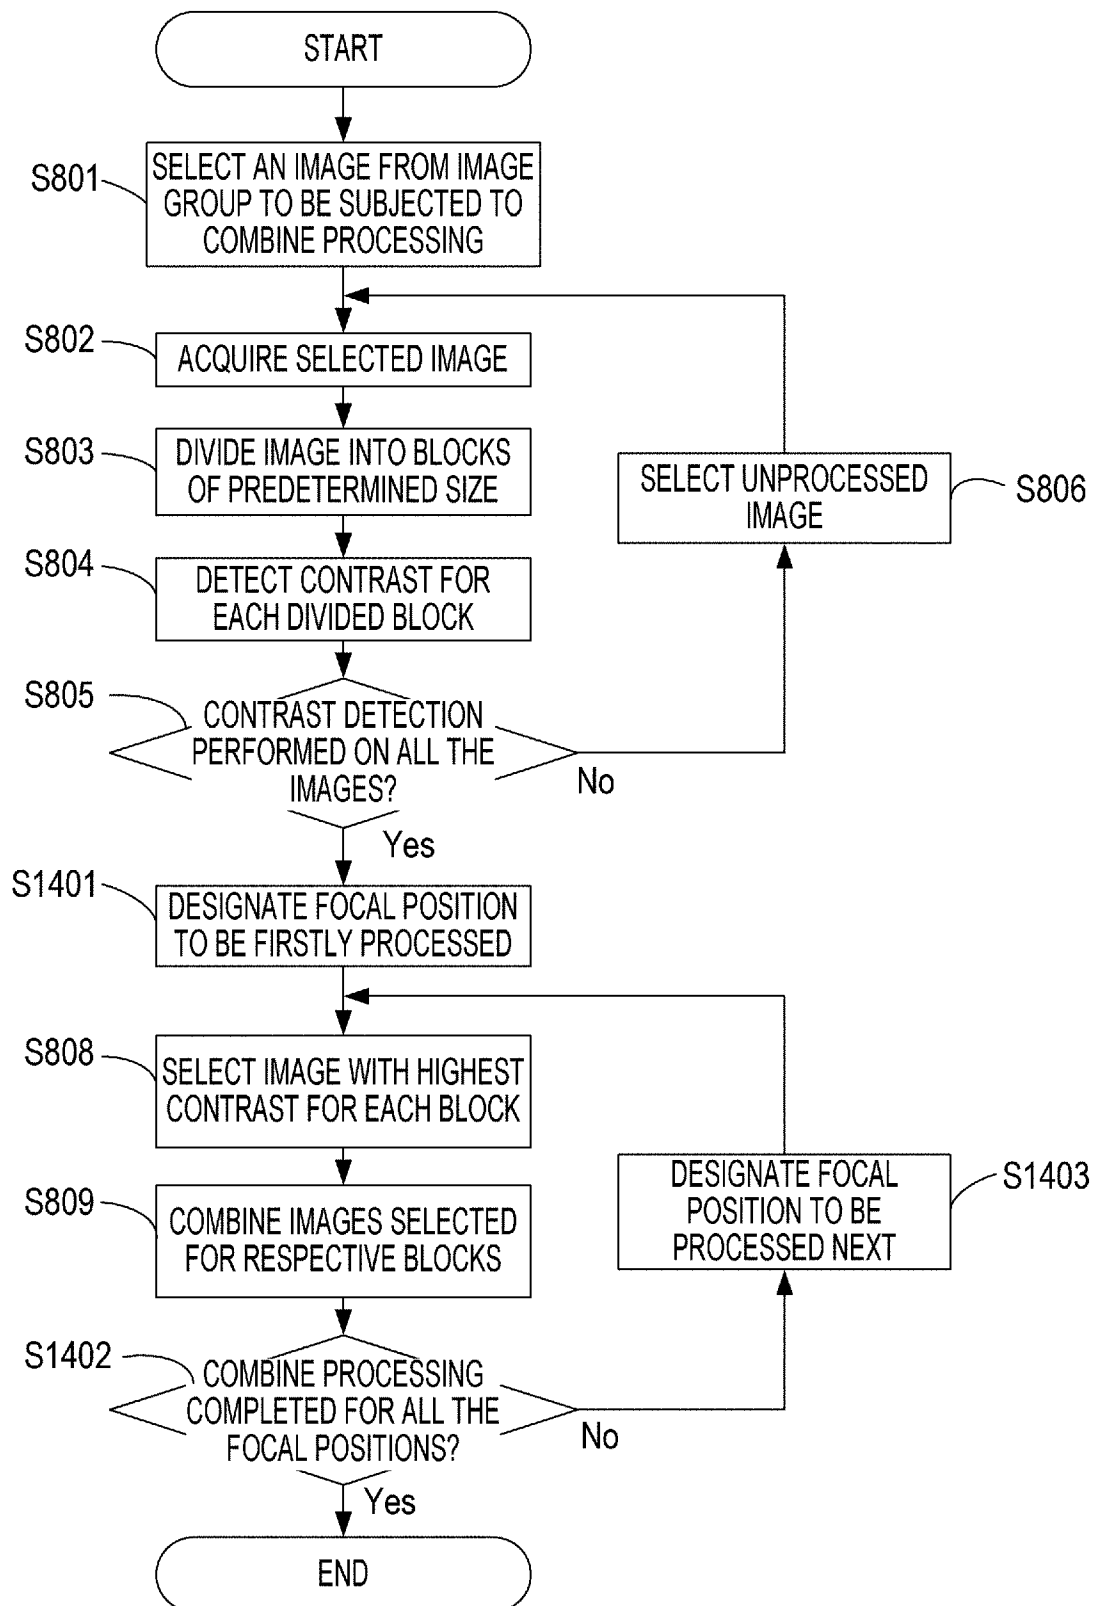 START
S801
SELECT AN IMAGE FROM IMAGE
GROUP TO BE SUBJECTED TO
COMBINE PROCESSING
S802
ACQUIRE SELECTED IMAGE
S803
DIVIDE IMAGE INTO BLOCKS
OF PREDETERMINED SIZE
SELECT UNPROCESSED
IMAGE
S806
S804
DETECT CONTRAST FOR
EACH DIVIDED BLOCK
S805
CONTRAST DETECTION
PERFORMED ON ALL THE
IMAGES?
No
Yes
S1401
DESIGNATE FOCAL POSITION
TO BE FIRSTLY PROCESSED
S808
SELECT IMAGE WITH HIGHEST
CONTRAST FOR EACH BLOCK
S809
COMBINE IMAGES SELECTED
FOR RESPECTIVE BLOCKS
DESIGNATE FOCAL
POSITION TO BE
PROCESSED NEXT
S1403
S1402
COMBINE PROCESSING
COMPLETED FOR ALL THE
FOCAL POSITIONS?
No
Yes
END